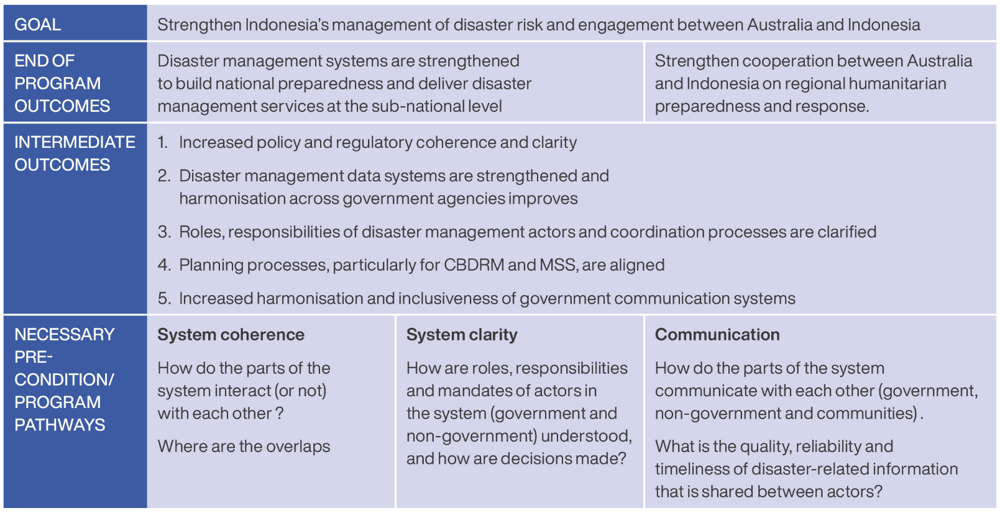 GOAL
Strengthen Indonesia's management of disaster risk and engagement between Australia and Indonesia
END OF
PROGRAM
OUTCOMES
Disaster management systems are strengthened
to build national preparedness and deliver disaster
management services at the sub-national level
Strengthen cooperation between Australia
and Indonesia on regional humanitarian
preparedness and response.
INTERMEDIATE
OUTCOMES
1. Increased policy and regulatory coherence and clarity
2. Disaster management data systems are strengthened and
harmonisation across government agencies improves
3. Roles, responsibilities of disaster management actors and coordination processes are clarified
4. Planning processes, particularly for CBDRM and MSS, are aligned
5. Increased harmonisation and inclusiveness of government communication systems
NECESSARY
PRE-
CONDITION/
PROGRAM
PATHWAYS
System coherence
How do the parts of the
system interact (or not)
with each other ?
Where are the overlaps
System clarity
How are roles, responsibilities
and mandates of actors in
the system (government and
non-government) understood,
and how are decisions made?
Communication
How do the parts of the system
communicate with each other (government,
non-government and communities) .
What is the quality, reliability and
timeliness of disaster-related information
that is shared between actors?